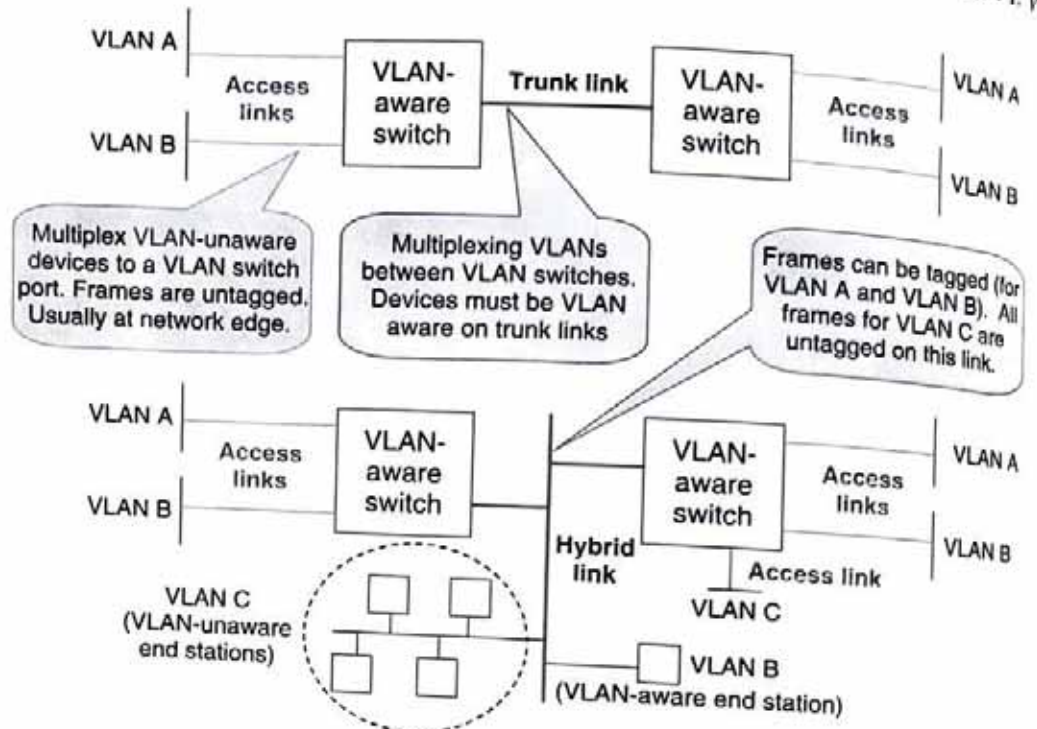 VLAN A
Access
links
VLAN B
VLAN-
aware
switch
Trunk link
VLAN-
aware
switch
Access
links
VLAN A
VLAN B
Multiplex VLAN-unaware
devices to a VLAN switch
port. Frames are untagged.
Usually at network edge.
Multiplexing VLANs
between VLAN switches.
Devices must be VLAN
aware on trunk links
Frames can be tagged (for
VLAN A and VLAN B). All
frames for VLAN C are
untagged on this link.
VLAN A
Access
links
VLAN B
VLAN-
aware
switch
Hybrid
link
VLAN-
aware
switch
Access
links
VLAN A
VLAN B
Access link
VLAN C
VLAN C
(VLAN-unaware
end stations)
VLAN B
(VLAN-aware end station)